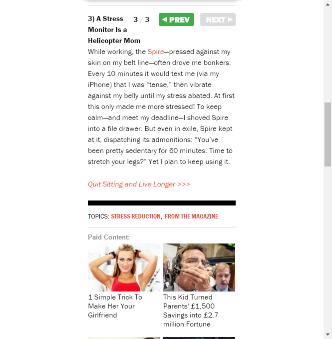 3) A Stress
Monitor Is a
Helicopter Mom
3 / 3
PREV
NEXT
While working, the Spire—pressed against my
skin on my belt line—often drove me bonkers.
Every 10 minutes it would text me (via my
iPhone) that I was “tense,” then vibrate
against my belly until my stress abated. At first
this only made me more stressed! To keep
calm—and meet my deadline—I shoved Spire
into a file drawer. But even in exile, Spire kept
at it, dispatching its admonitions: “You’ve
been pretty sedentary for 60 minutes. Time to
stretch your legs?” Yet I plan to keep using it.
Quit Sitting and Live Longer >>>
TOPICS: STRESS REDUCTION, FROM THE MAGAZINE
Paid Content:
1 Simple Trick To
Make Her Your
Girlfriend
This Kid Turned
Parents' £1,500
Savings into £2.7
million Fortune